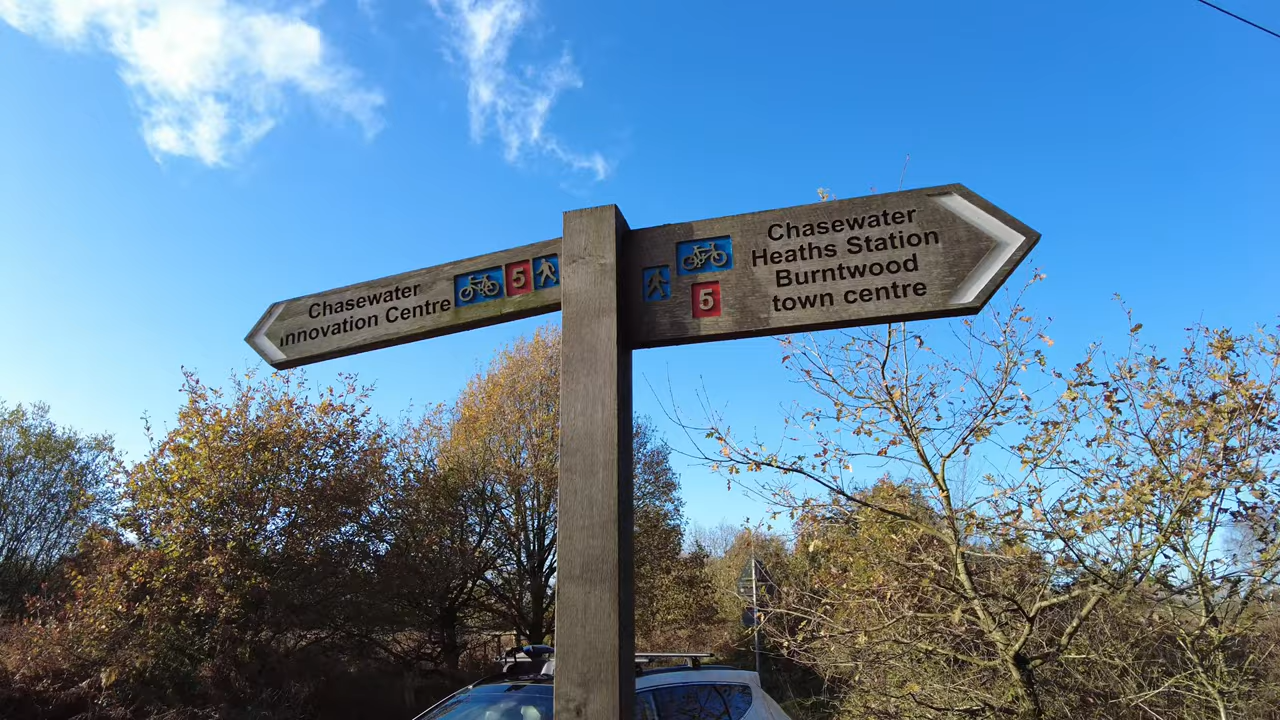 Chasewater
Innovation Centre
5
5
Chasewater
Heaths Station
Burntwood
town centre